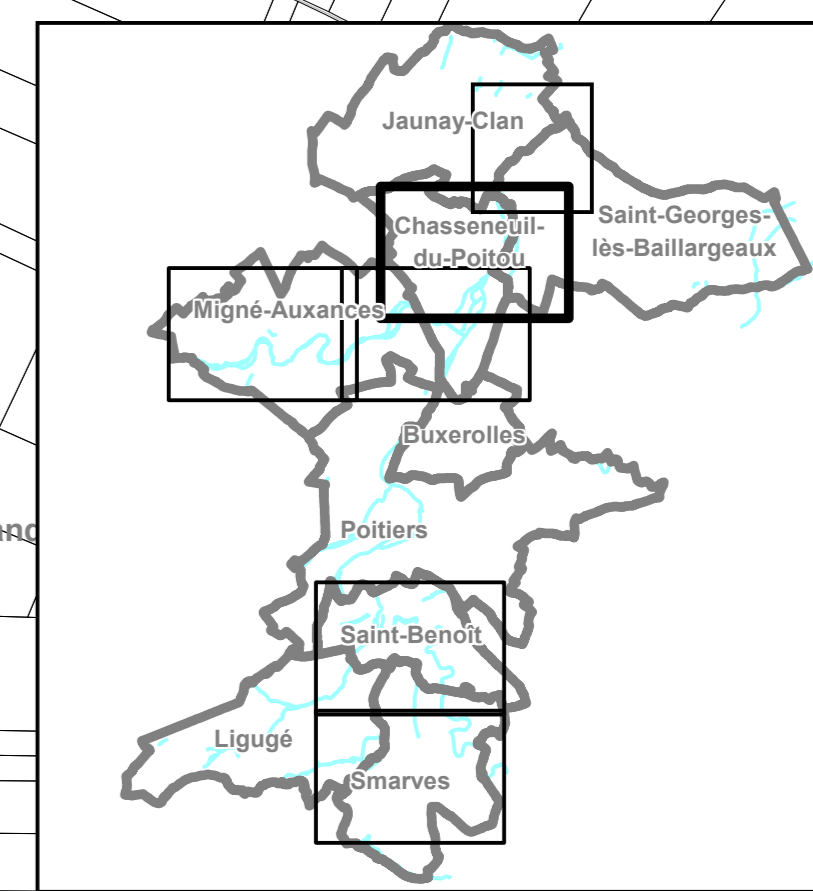 Jaunay-Clan
Chasseneuil-
du-Poitou
Saint-Georges-
lès-Baillargeaux
Migné-Auxances
Buxerolles
Poitiers
Saint-Benoît
Ligugé
Smarves